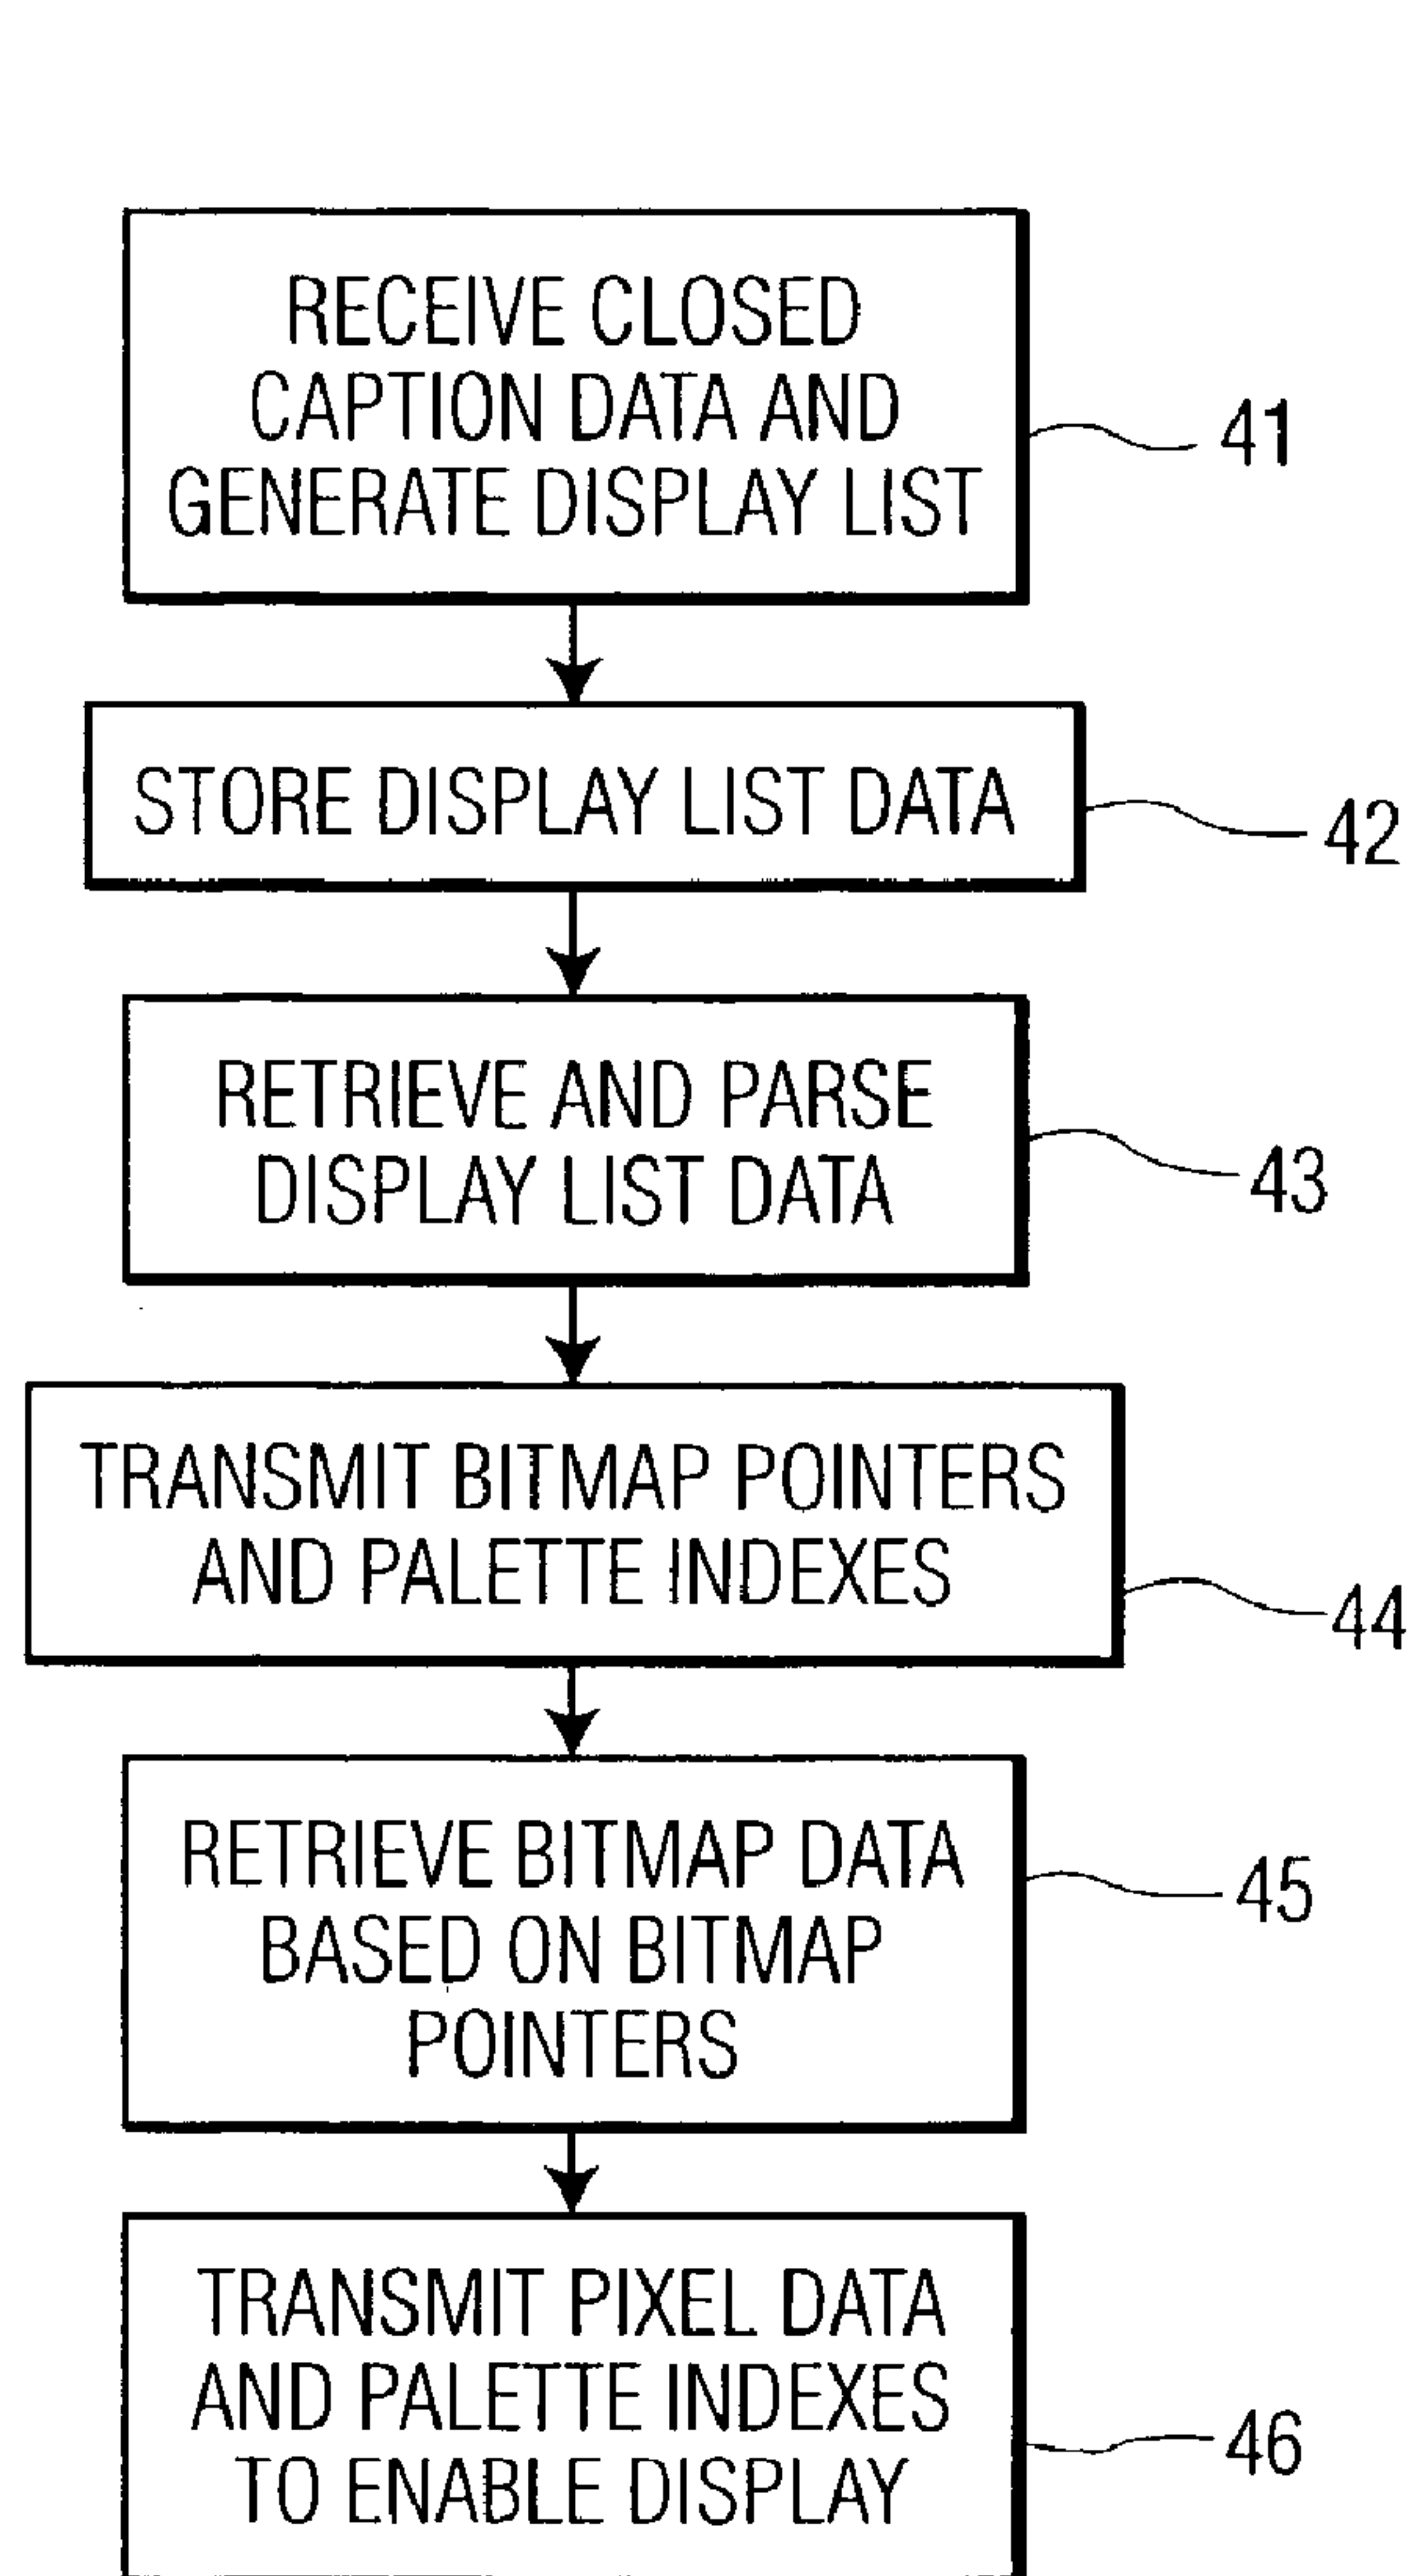 RECEIVE CLOSED
CAPTION DATA AND
GENERATE DISPLAY LIST
41
STORE DISPLAY LIST DATA
42
RETRIEVE AND PARSE
DISPLAY LIST DATA
43
TRANSMIT BITMAP POINTERS
AND PALETTE INDEXES
44
RETRIEVE BITMAP DATA
BASED ON BITMAP
POINTERS
45
TRANSMIT PIXEL DATA
AND PALETTE INDEXES
TO ENABLE DISPLAY
46